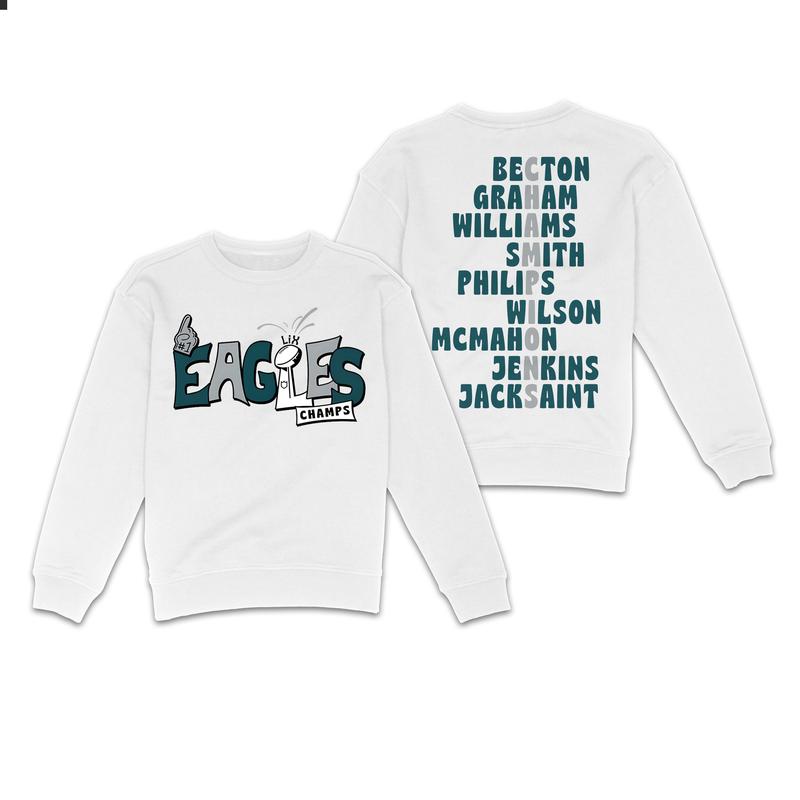 #1
LIX
EAGLES
CHAMPS
BECTON
GRAHAM
WILLIAMS
SMITH
PHILIPS
WILSON
MCMAHON
JENKINS
JACKSAINT